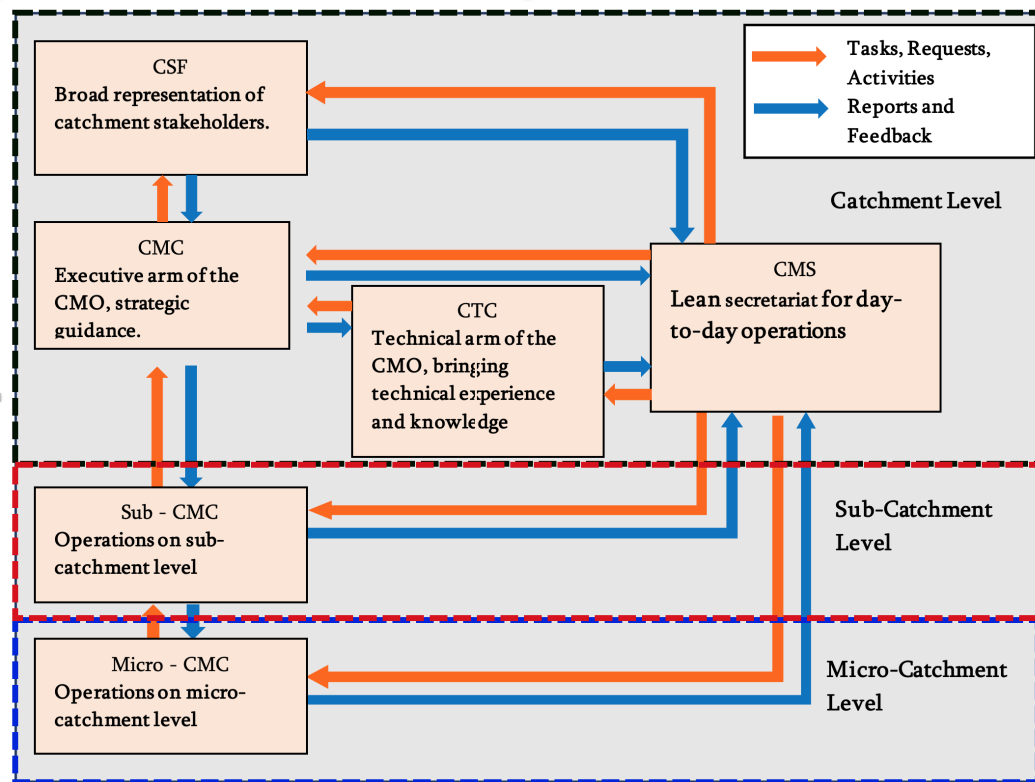 CSF
Broad representation of
catchment stakeholders.
Tasks, Requests,
Activities
Reports and
Feedback
Catchment Level
CMC
Executive arm of the
CMO, strategic
guidance.
CTC
Technical arm of the
CMO, bringing
technical experience
and knowledge
CMS
Lean secretariat for day-
to-day operations
Sub - CMC
Operations on sub-
catchment level
Sub-Catchment
Level
Micro - CMC
Operations on micro-
catchment level
Micro-Catchment
Level